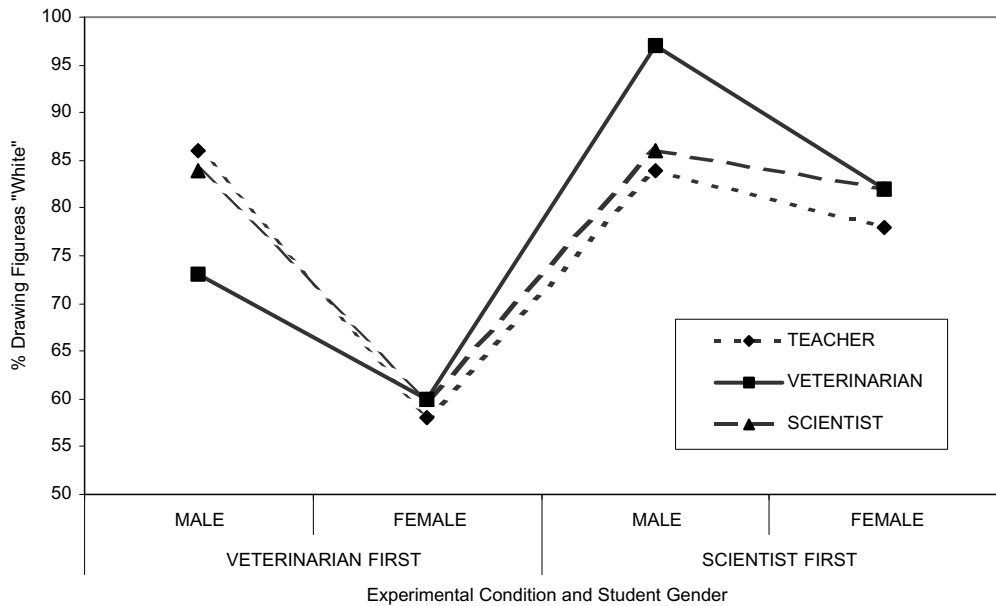 100
95
90
85
80
75
70
65
60
55
50
% Drawing Figureas "White"
TEACHER
VETERINARIAN
SCIENTIST
MALE FEMALE MALE FEMALE
VETERINARIAN FIRST SCIENTIST FIRST
Experimental Condition and Student Gender